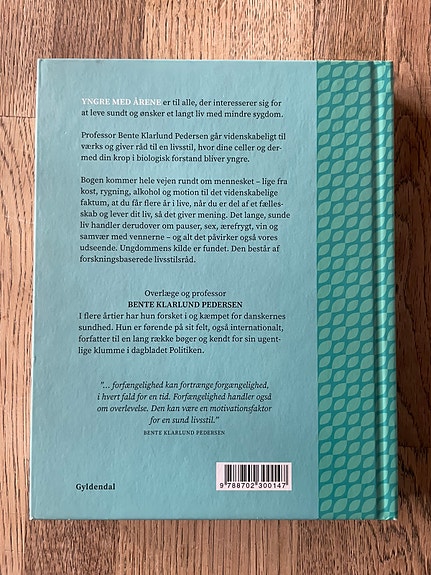 YNGRE MED ÅRENE er til alle, der interesserer sig for
at leve sundt og ønsker et langt liv med mindre sygdom.
Professor Bente Klarlund Pedersen går videnskabeligt til
værks og giver råd til en livsstil, hvor dine celler og der-
med din krop i biologisk forstand bliver yngre.
Bogen kommer hele vejen rundt om mennesket – lige fra
kost, rygning, alkohol og motion til det videnskabelige
faktum, at du får flere år i live, når du er del af et fælles-
skab og lever dit liv, så det giver mening. Det lange, sunde
liv handler derudover om pauser, sex, ærefrygt, vin og
samvær med vennerne – og alt det påvirker også vores
udseende. Ungdommens kilde er fundet. Den består af
forskningsbaserede livsstilsråd.
Overlæge og professor
BENTE KLARLUND PEDERSEN
I flere årtier har hun forsket i og kæmpet for danskernes
sundhed. Hun er førende på sit felt, også internationalt,
forfatter til en lang række bøger og kendt for sin ugent-
lige klumme i dagbladet Politiken.
"... forfængelighed kan fortrænge forgængelighed,
i hvert fald for en tid. Forfængelighed handler også
om overlevelse. Den kan være en motivationsfaktor
for en sund livsstil."
BENTE KLARLUND PEDERSEN
Gyldendal
9 788702 300147